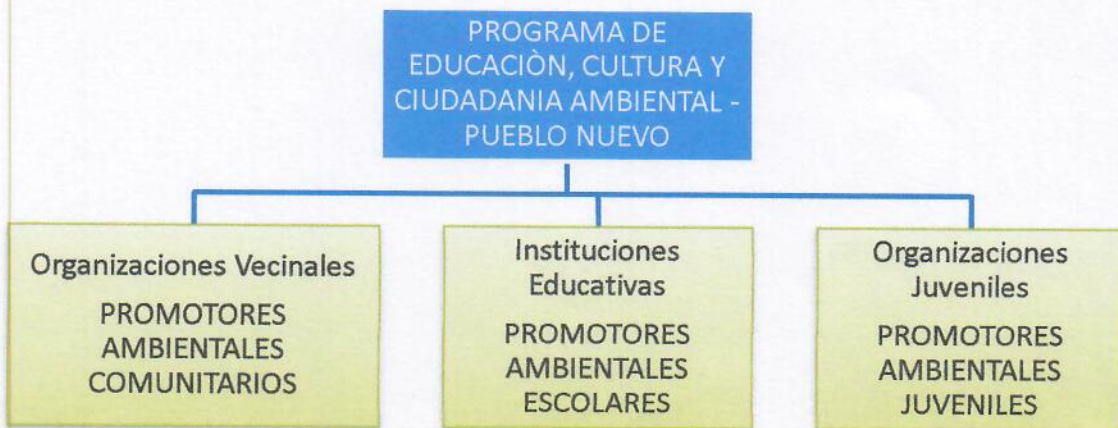 PROGRAMA DE
EDUCACIÒN, CULTURA Y
CIUDADANIA AMBIENTAL -
PUEBLO NUEVO
Organizaciones Vecinales
PROMOTORES
AMBIENTALES
COMUNITARIOS
Instituciones
Educativas
PROMOTORES
AMBIENTALES
ESCOLARES
Organizaciones
Juveniles
PROMOTORES
AMBIENTALES
JUVENILES